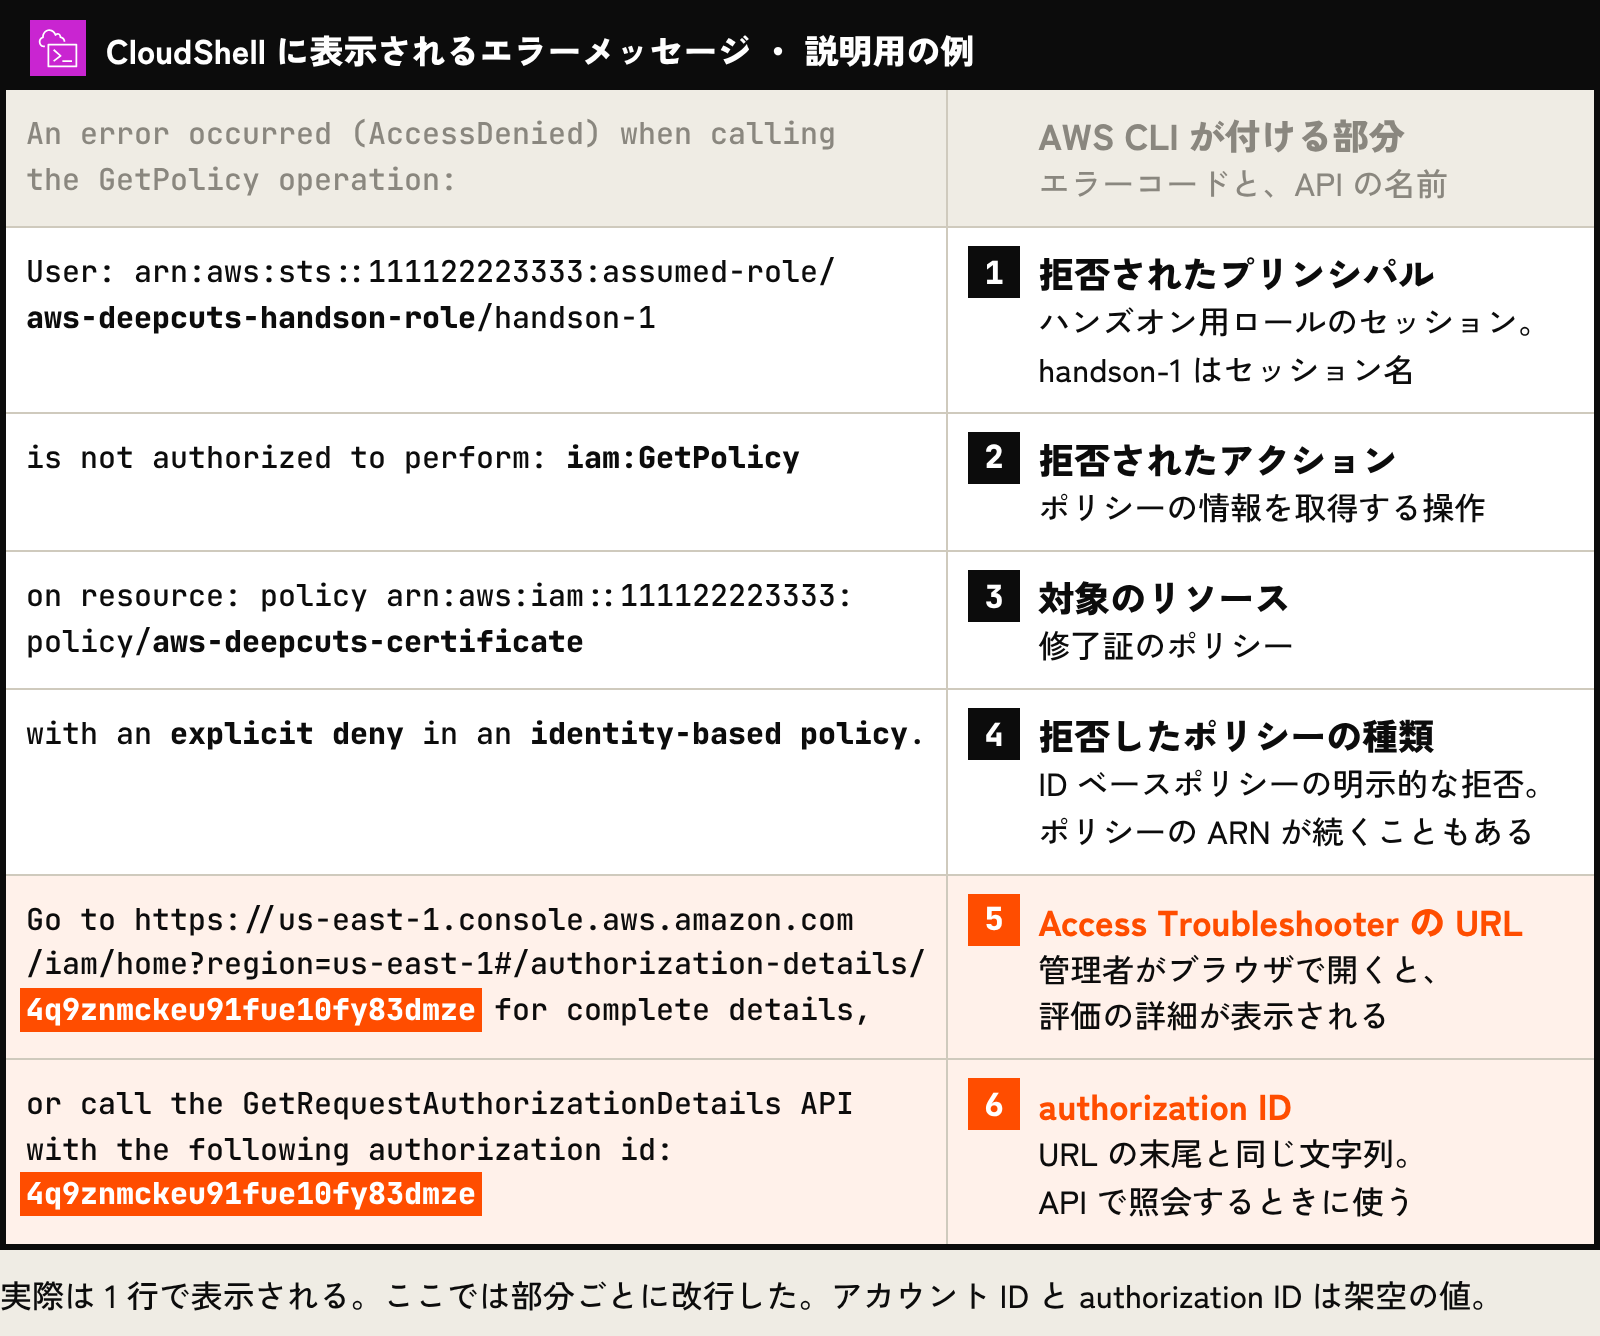 CloudShell に表示されるエラーメッセージ ・ 説明用の例
An error occurred (AccessDenied) when calling
the GetPolicy operation:
AWS CLI が付ける部分
エラーコードと、API の名前
User: arn:aws:sts::111122223333:assumed-role/
aws-deepcuts-handson-role/handson-1
1 拒否されたプリンシパル
ハンズオン用ロールのセッション。
handson-1 はセッション名
is not authorized to perform: iam:GetPolicy
2 拒否されたアクション
ポリシーの情報を取得する操作
on resource: policy arn:aws:iam::111122223333:
policy/aws-deepcuts-certificate
3 対象のリソース
修了証のポリシー
with an explicit deny in an identity-based policy.
4 拒否したポリシーの種類
ID ベースポリシーの明示的な拒否。
ポリシーの ARN が続くこともある
Go to https://us-east-1.console.aws.amazon.com
/iam/home?region=us-east-1#/authorization-details/
4q9znmckeu91fue10fy83dmze for complete details,
5 Access Troubleshooter の URL
管理者がブラウザで開くと、
評価の詳細が表示される
or call the GetRequestAuthorizationDetails API
with the following authorization id:
4q9znmckeu91fue10fy83dmze
6 authorization ID
URL の末尾と同じ文字列。
API で照会するときに使う
実際は 1 行で表示される。ここでは部分ごとに改行した。アカウント ID と authorization ID は架空の値。